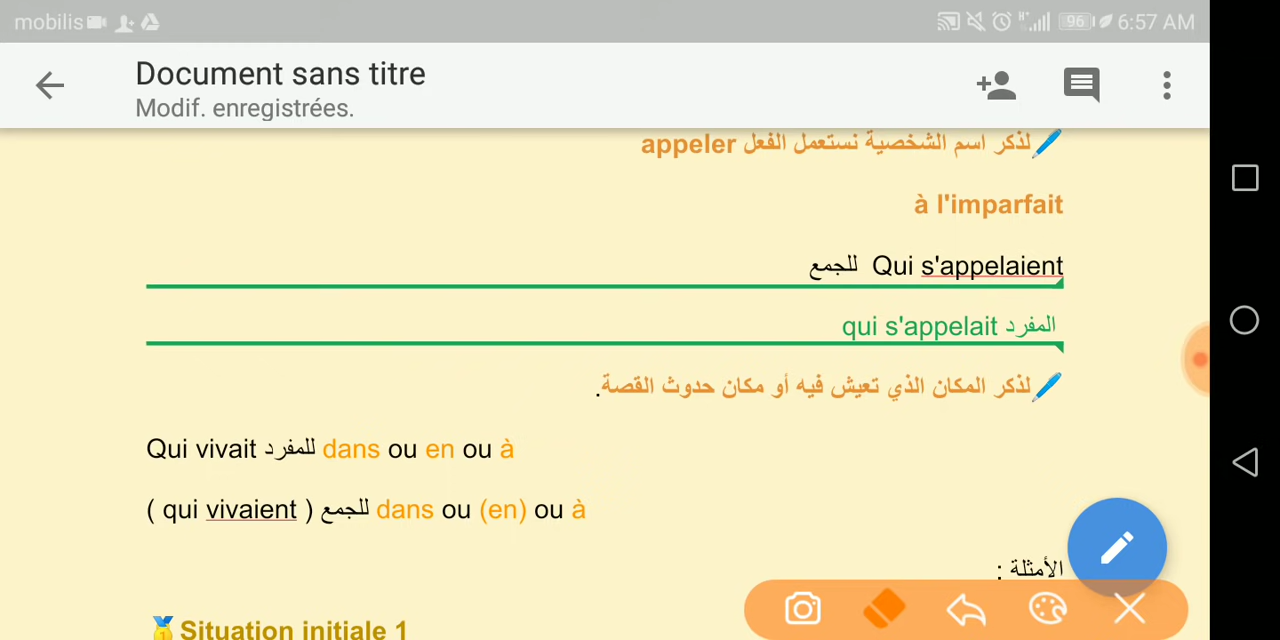 mobilis 96 6:57 AM
Document sans titre
Modif. enregistrées.
لذكر اسم الشخصية نستعمل الفعل appeler
à l'imparfait
Qui s'appelaient للجمع
المفرد qui s'appelait
لذكر المكان الذي تعيش فيه أو مكان حدوث القصة.
Qui vivait للمفرد dans ou en ou à
( qui vivaient ) للجمع dans ou (en) ou à
الأمثلة :
🥇Situation initiale 1